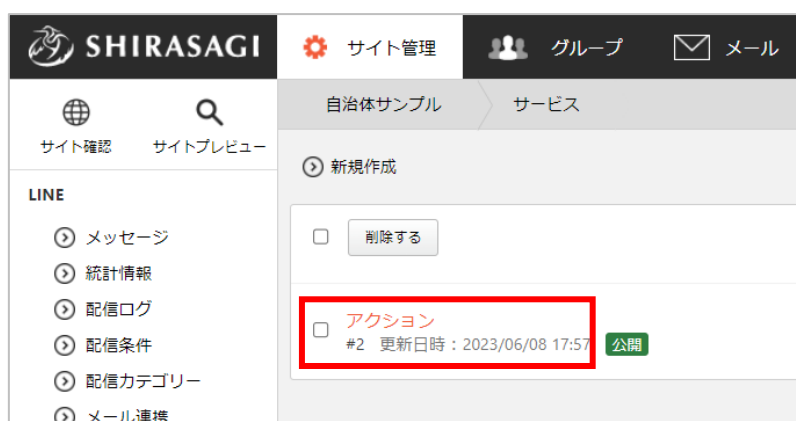 SHIRASAGI
サイト管理
グループ
メール
サイト確認
サイトプレビュー
自治体サンプル
サービス
新規作成
LINE
メッセージ
統計情報
配信ログ
配信条件
配信カテゴリー
メール連携
削除する
アクション
#2 更新日時：2023/06/08 17:57 公開